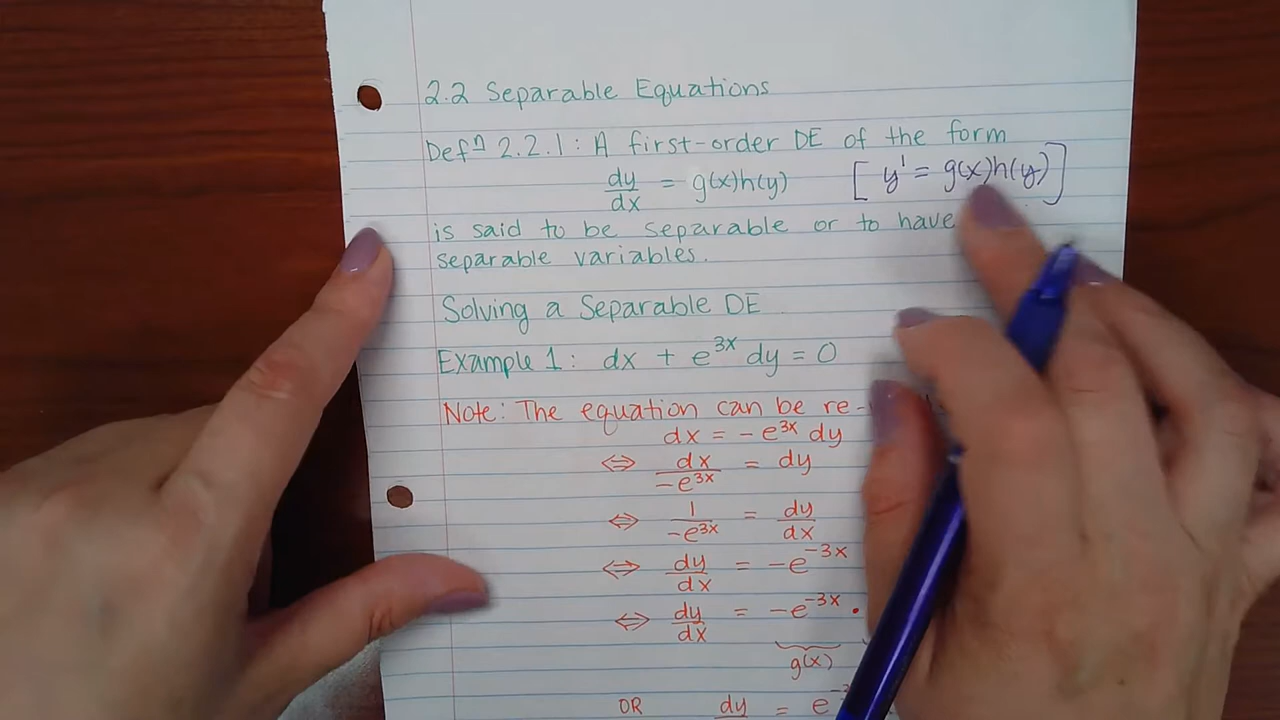 2.2 Separable Equations
Defⁿ 2.2.1: A first-order DE of the form
dy/dx = g(x)h(y) [y' = g(x)h(y)]
is said to be separable or to have
separable variables.
Solving a Separable DE
Example 1: dx + e^{3x} dy = 0
Note: The equation can be re-
dx = -e^{3x} dy
⇔ dx/-e^{3x} = dy
⇔ 1/-e^{3x} = dy/dx
⇔ dy/dx = -e^{-3x}
⇔ dy/dx = -e^{-3x} ·
g(x)
OR dy = e